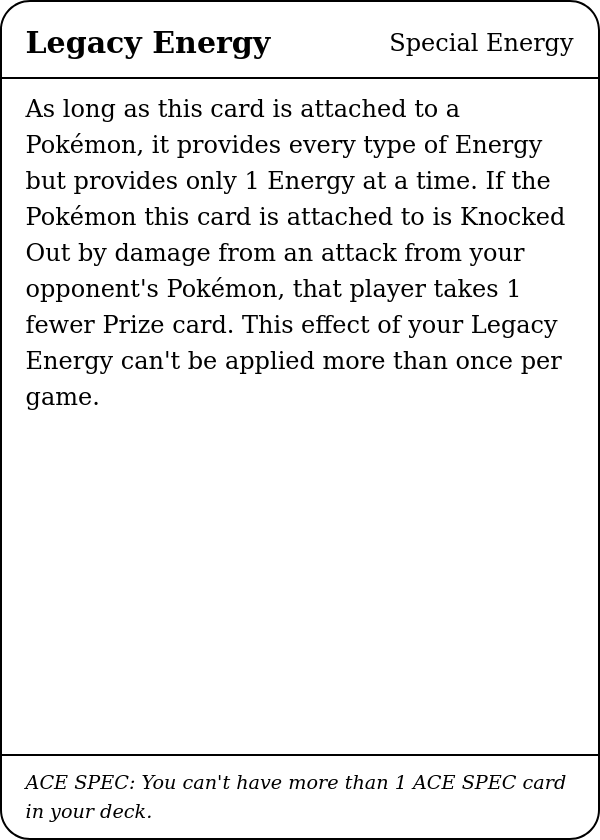 Legacy Energy
Special Energy
As long as this card is attached to a
Pokémon, it provides every type of Energy
but provides only 1 Energy at a time. If the
Pokémon this card is attached to is Knocked
Out by damage from an attack from your
opponent's Pokémon, that player takes 1
fewer Prize card. This effect of your Legacy
Energy can't be applied more than once per
game.
ACE SPEC: You can't have more than 1 ACE SPEC card
in your deck.